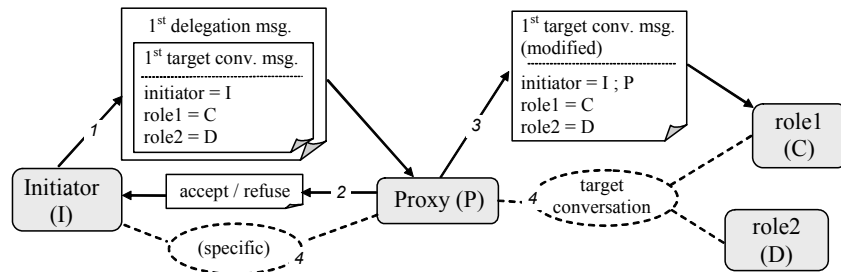 1st delegation msg.
1st target conv. msg.
initiator = I
role1 = C
role2 = D
1
Initiator
(I)
accept / refuse
2
Proxy (P)
(specific)
4
1st target conv. msg.
(modified)
initiator = I ; P
role1 = C
role2 = D
3
4
target
conversation
role1
(C)
role2
(D)